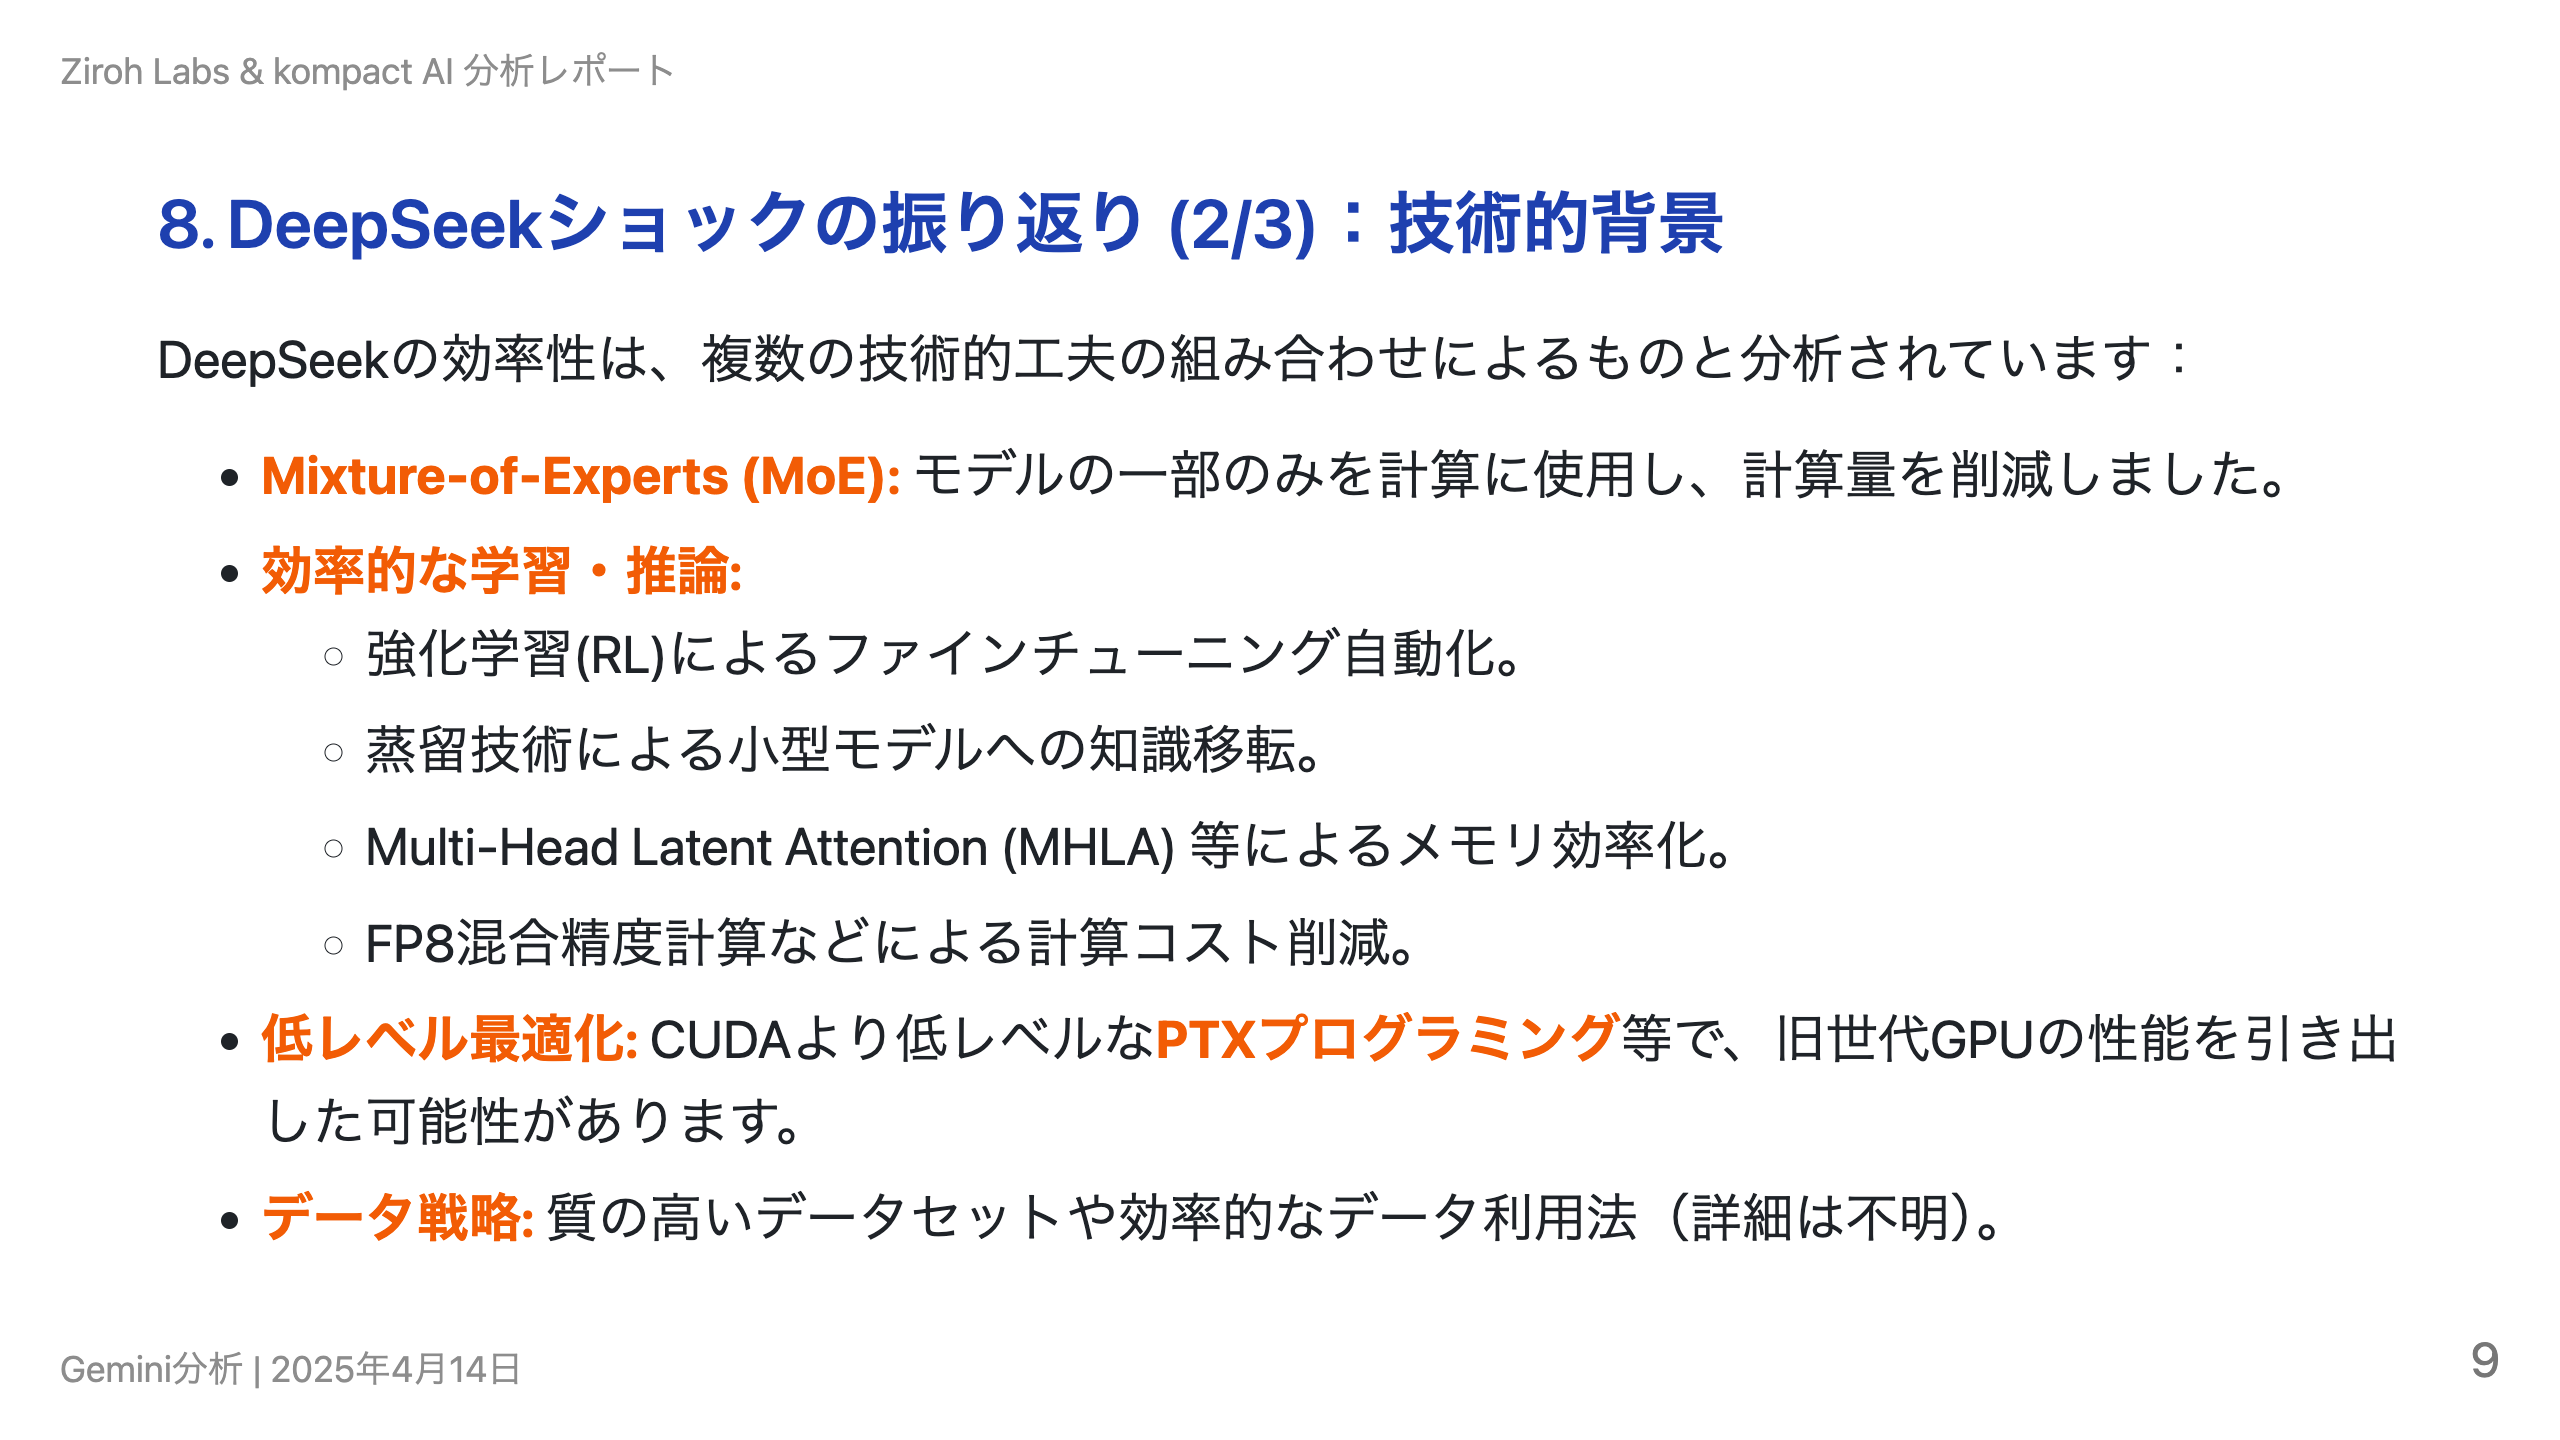 Ziroh Labs & kompact AI 分析レポート
8. DeepSeekショックの振り返り (2/3)：技術的背景
DeepSeekの効率性は、複数の技術的工夫の組み合わせによるものと分析されています：
• Mixture-of-Experts (MoE): モデルの一部のみを計算に使用し、計算量を削減しました。
• 効率的な学習・推論:
○ 強化学習(RL)によるファインチューニング自動化。
○ 蒸留技術による小型モデルへの知識移転。
○ Multi-Head Latent Attention (MHLA) 等によるメモリ効率化。
○ FP8混合精度計算などによる計算コスト削減。
• 低レベル最適化: CUDAより低レベルなPTXプログラミング等で、旧世代GPUの性能を引き出
した可能性があります。
• データ戦略: 質の高いデータセットや効率的なデータ利用法（詳細は不明）。
Gemini分析 | 2025年4月14日
9